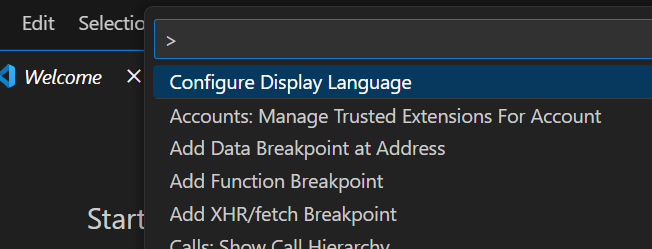 Edit Selectio
>
Welcome
Configure Display Language
Accounts: Manage Trusted Extensions For Account
Add Data Breakpoint at Address
Add Function Breakpoint
Add XHR/fetch Breakpoint
Start
Calls: Show Call Hierarchy